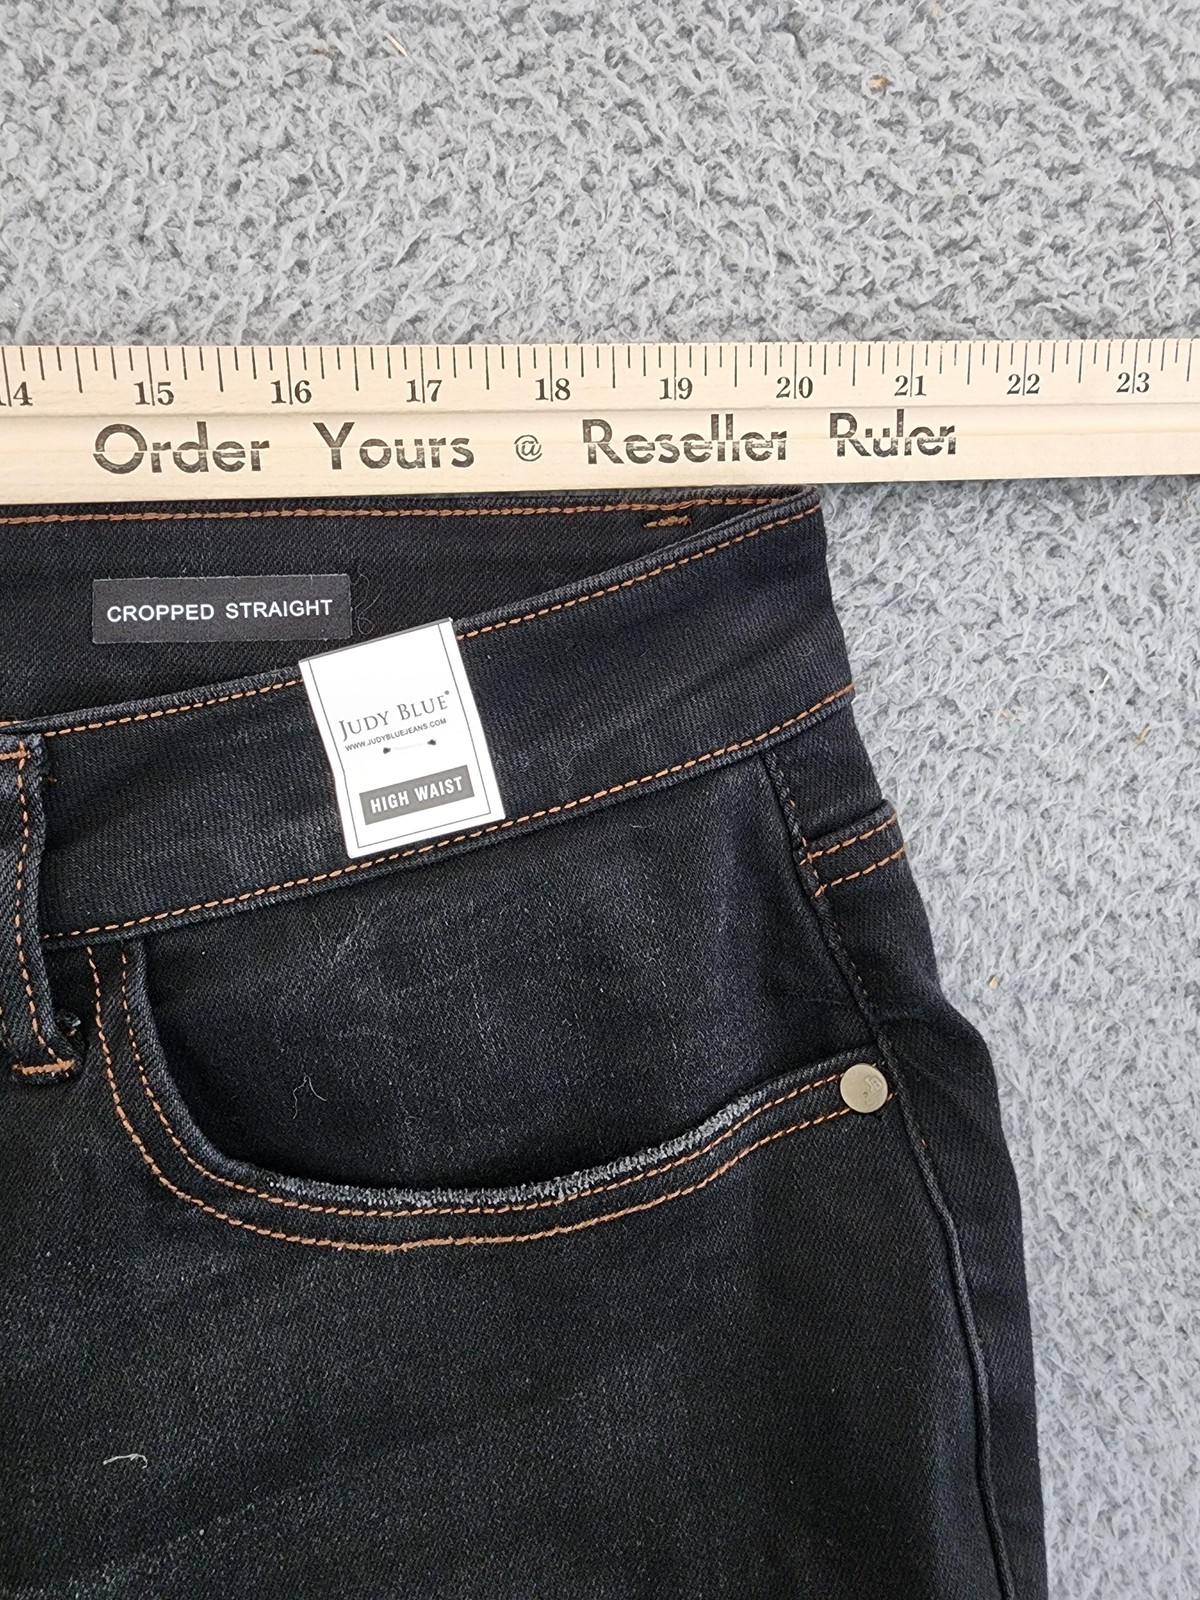 14 15 16 17 18 19 20 21 22 23
Order Yours @ Reseller Ruler
CROPPED STRAIGHT
JUDY BLUE®
WWW.JUDYBLUEJEANS.COM
HIGH WAIST